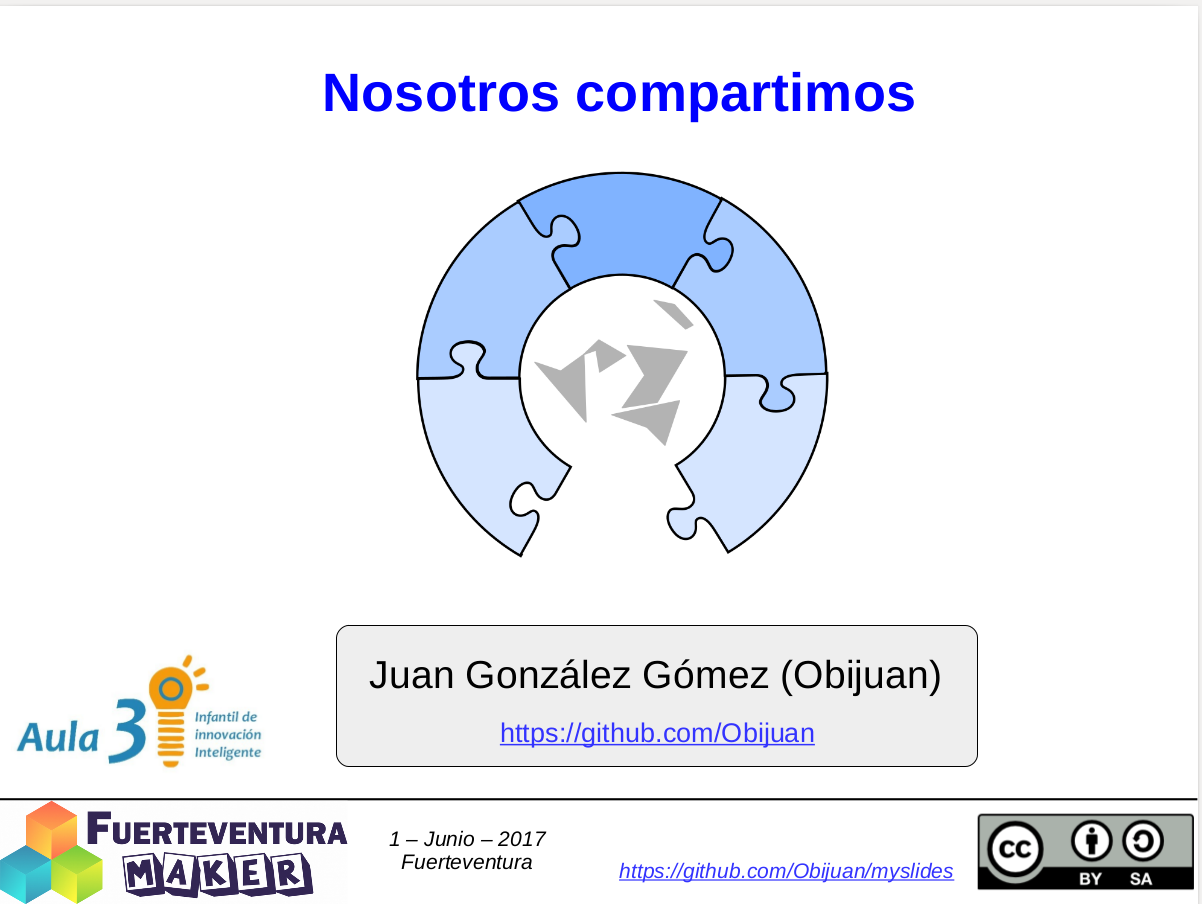 Nosotros compartimos
Juan González Gómez (Obijuan)
https://github.com/Obijuan
Aula 3
Infantil de
innovación
Inteligente
FUERTEVENTURA
MAKER
1 – Junio – 2017
Fuerteventura
https://github.com/Obijuan/myslides
cc
BY SA